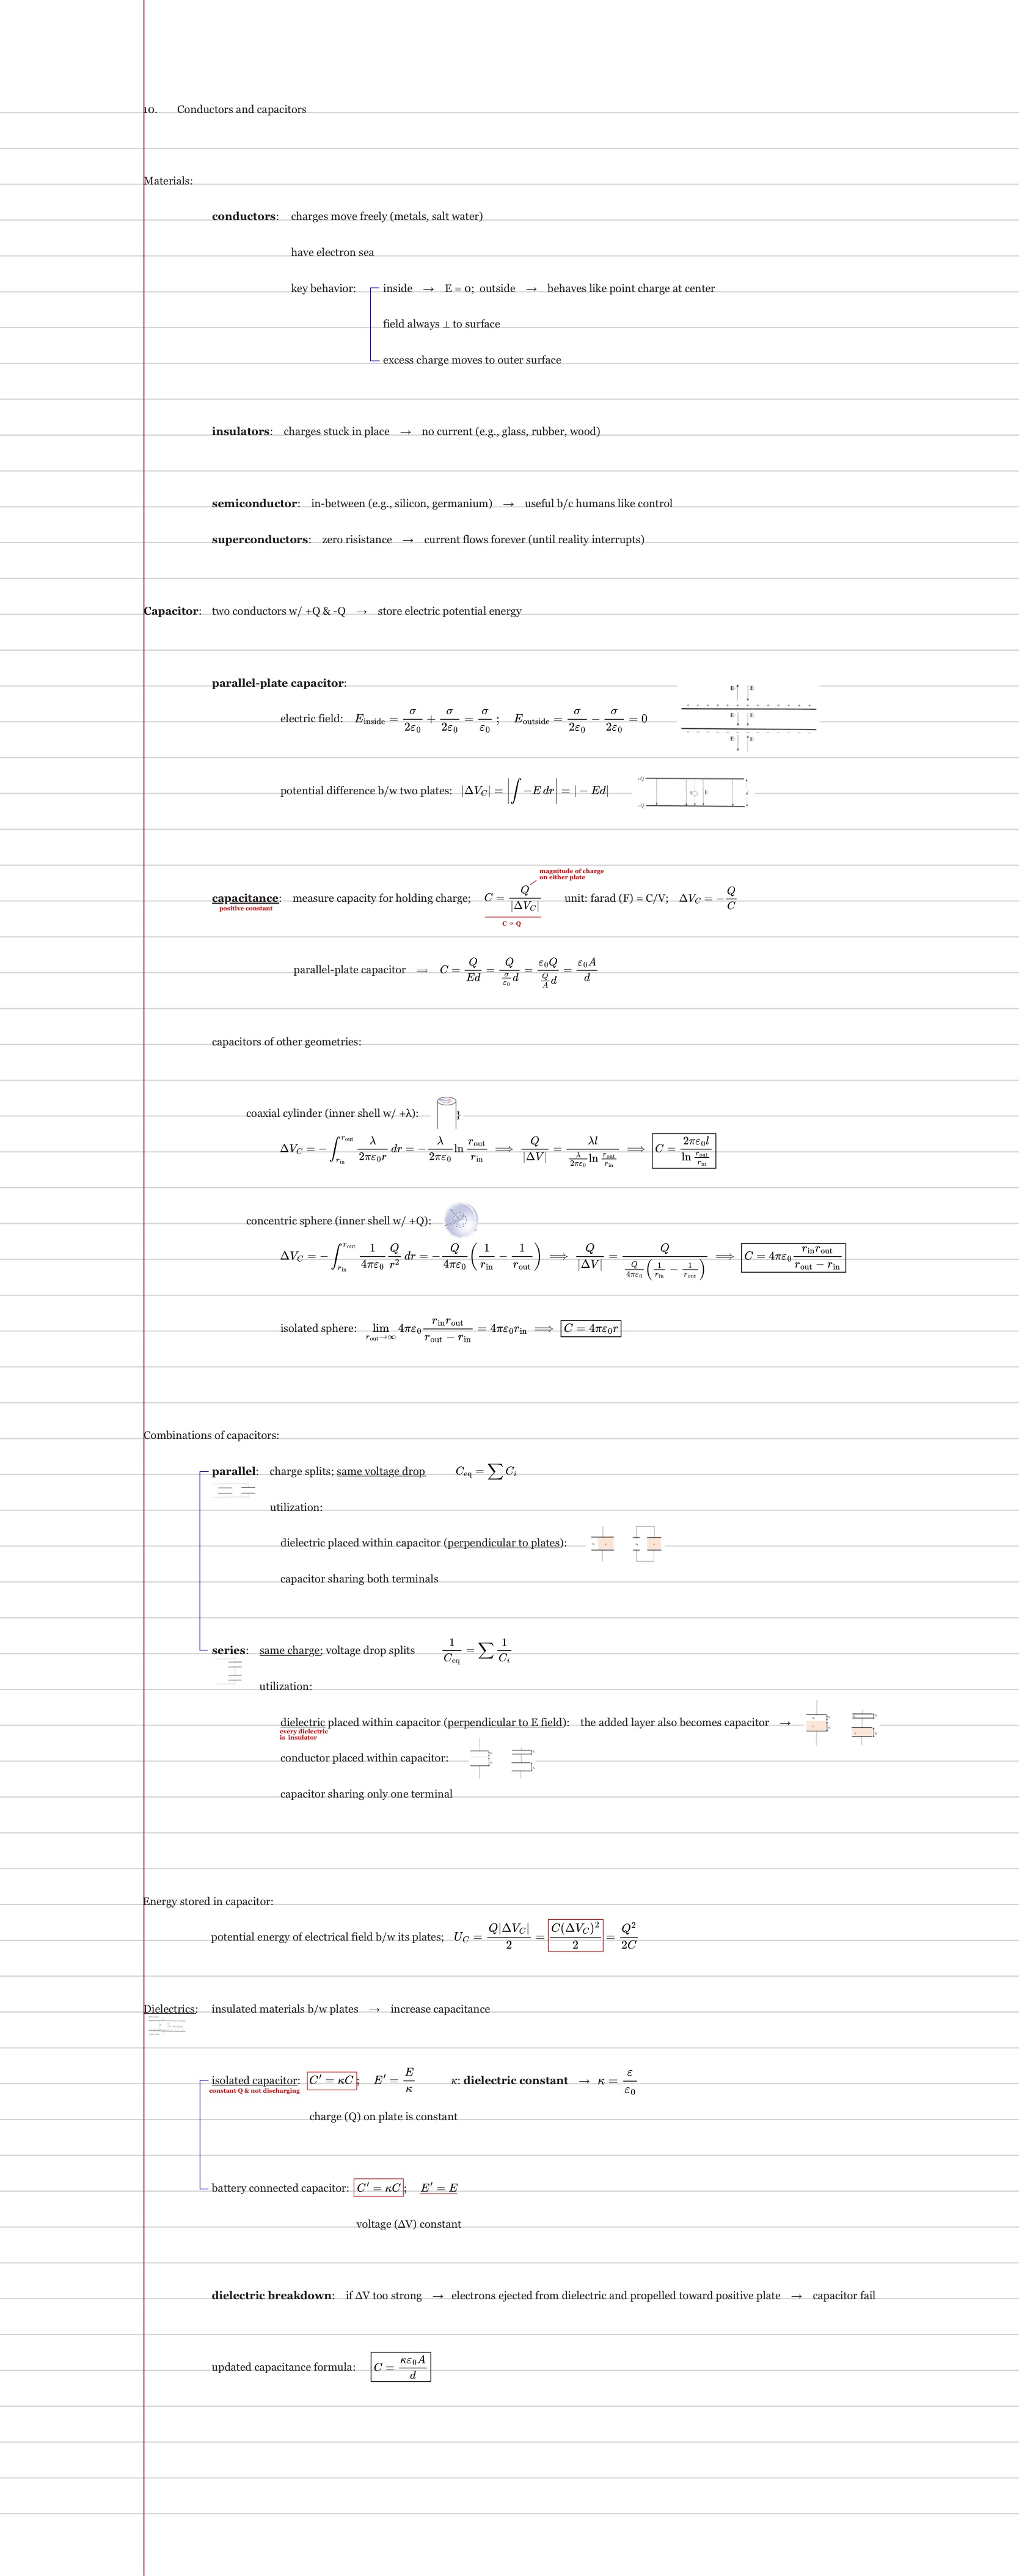 10. Conductors and capacitors
Materials:
conductors: charges move freely (metals, salt water)
have electron sea
key behavior: inside → E = 0; outside → behaves like point charge at center
field always ⊥ to surface
excess charge moves to outer surface
insulators: charges stuck in place → no current (e.g., glass, rubber, wood)
semiconductor: in-between (e.g., silicon, germanium) → useful b/c humans like control
superconductors: zero risistance → current flows forever (until reality interrupts)
Capacitor: two conductors w/ +Q & -Q → store electric potential energy
parallel-plate capacitor:
electric field: E_inside = σ/2ε₀ + σ/2ε₀ = σ/ε₀ ; E_outside = σ/2ε₀ − σ/2ε₀ = 0
potential difference b/w two plates: |ΔV_C| = |∫ −E dr| = | − Ed|
+Q
E
−Q
magnitude of charge
on either plate
capacitance: measure capacity for holding charge; C = Q/|ΔV_C| unit: farad (F) = C/V; ΔV_C = −Q/C
positive constant
C ∝ Q
parallel-plate capacitor ⟹ C = Q/Ed = Q/((σ/ε₀)d) = ε₀Q/((Q/A)d) = ε₀A/d
capacitors of other geometries:
coaxial cylinder (inner shell w/ +λ):
ΔV_C = −∫_{r_in}^{r_out} λ/(2πε₀r) dr = −λ/(2πε₀) ln r_out/r_in ⟹ Q/|ΔV| = λl/((λ/2πε₀) ln r_out/r_in) ⟹ C = 2πε₀l/(ln r_out/r_in)
concentric sphere (inner shell w/ +Q):
ΔV_C = −∫_{r_in}^{r_out} 1/(4πε₀) Q/r² dr = −Q/(4πε₀) (1/r_in − 1/r_out) ⟹ Q/|ΔV| = Q/((Q/4πε₀)(1/r_in − 1/r_out)) ⟹ C = 4πε₀ r_in r_out/(r_out − r_in)
isolated sphere: lim_{r_out→∞} 4πε₀ r_in r_out/(r_out − r_in) = 4πε₀r_in ⟹ C = 4πε₀r
Combinations of capacitors:
parallel: charge splits; same voltage drop C_eq = ∑ C_i
utilization:
dielectric placed within capacitor (perpendicular to plates):
capacitor sharing both terminals
series: same charge; voltage drop splits 1/C_eq = ∑ 1/C_i
utilization:
dielectric placed within capacitor (perpendicular to E field): the added layer also becomes capacitor →
every dielectric
is insulator
conductor placed within capacitor:
capacitor sharing only one terminal
Energy stored in capacitor:
potential energy of electrical field b/w its plates; U_C = Q|ΔV_C|/2 = C(ΔV_C)²/2 = Q²/2C
Dielectrics: insulated materials b/w plates → increase capacitance
isolated capacitor: C′ = κC; E′ = E/κ κ: dielectric constant → κ = ε/ε₀
constant Q & not discharging
charge (Q) on plate is constant
battery connected capacitor: C′ = κC; E′ = E
voltage (ΔV) constant
dielectric breakdown: if ΔV too strong → electrons ejected from dielectric and propelled toward positive plate → capacitor fail
updated capacitance formula: C = κε₀A/d